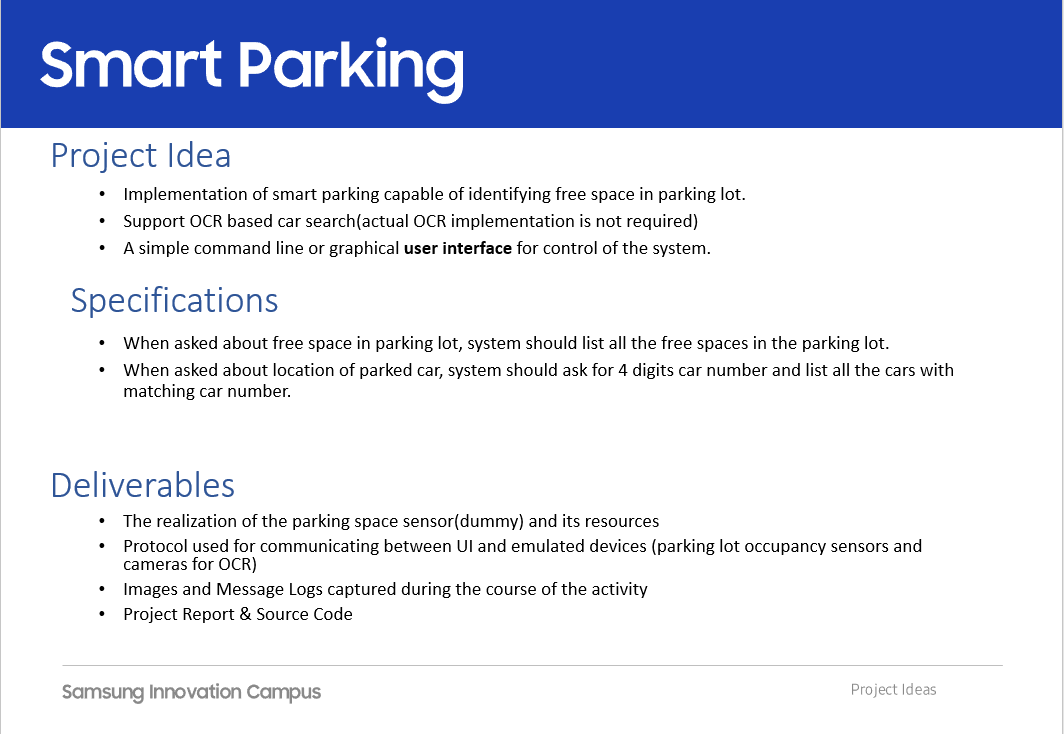 Smart Parking
Project Idea
• Implementation of smart parking capable of identifying free space in parking lot.
• Support OCR based car search(actual OCR implementation is not required)
• A simple command line or graphical user interface for control of the system.
Specifications
• When asked about free space in parking lot, system should list all the free spaces in the parking lot.
• When asked about location of parked car, system should ask for 4 digits car number and list all the cars with
matching car number.
Deliverables
• The realization of the parking space sensor(dummy) and its resources
• Protocol used for communicating between UI and emulated devices (parking lot occupancy sensors and
cameras for OCR)
• Images and Message Logs captured during the course of the activity
• Project Report & Source Code
Samsung Innovation Campus
Project Ideas